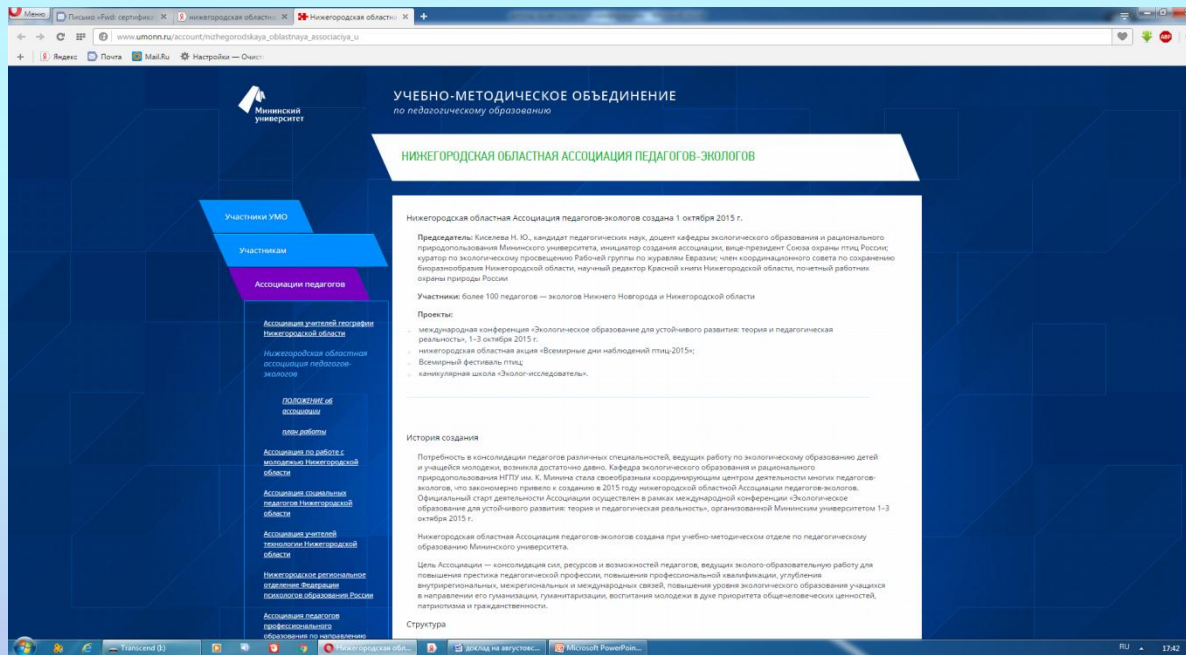 Меню
Письмо «Fwd: сертифик
нижегородская областна
Нижегородская областн
www.umonn.ru/account/nizhegorodskaya_oblastnaya_associaciya_u
Яндекс Почта Mail.Ru Настройки — Очист
Мининский
университет
УЧЕБНО-МЕТОДИЧЕСКОЕ ОБЪЕДИНЕНИЕ
по педагогическому образованию
НИЖЕГОРОДСКАЯ ОБЛАСТНАЯ АССОЦИАЦИЯ ПЕДАГОГОВ-ЭКОЛОГОВ
Участники УМО
Участникам
Ассоциации педагогов
Ассоциация учителей географии
Нижегородской области
Нижегородская областная
ассоциация педагогов-
экологов
ПОЛОЖЕНИЕ об
ассоциации
план работы
Ассоциация по работе с
молодежью Нижегородской
области
Ассоциация социальных
педагогов Нижегородской
области
Ассоциация учителей
технологии Нижегородской
области
Нижегородское региональное
отделение Федерации
психологов образования России
Ассоциация педагогов
профессионального
образования по направлению
Нижегородская областная Ассоциация педагогов-экологов создана 1 октября 2015 г.
Председатель: Киселева Н. Ю., кандидат педагогических наук, доцент кафедры экологического образования и рационального
природопользования Мининского университета, инициатор создания ассоциации, вице-президент Союза охраны птиц России;
куратор по экологическому просвещению Рабочей группы по журавлям Евразии; член координационного совета по сохранению
биоразнообразия Нижегородской области, научный редактор Красной книги Нижегородской области, почетный работник
охраны природы России
Участники: более 100 педагогов — экологов Нижнего Новгорода и Нижегородской области
Проекты:
международная конференция «Экологическое образование для устойчивого развития: теория и педагогическая
реальность», 1–3 октября 2015 г.
нижегородская областная акция «Всемирные дни наблюдений птиц-2015»;
Всемирный фестиваль птиц;
каникулярная школа «Эколог-исследователь».
История создания
Потребность в консолидации педагогов различных специальностей, ведущих работу по экологическому образованию детей
и учащейся молодежи, возникла достаточно давно. Кафедра экологического образования и рационального
природопользования НГПУ им. К. Минина стала своеобразным координирующим центром деятельности многих педагогов-
экологов, что закономерно привело к созданию в 2015 году нижегородской областной Ассоциации педагогов-экологов.
Официальный старт деятельности Ассоциации осуществлен в рамках международной конференции «Экологическое
образование для устойчивого развития: теория и педагогическая реальность», организованной Мининским университетом 1–3
октября 2015 г.
Нижегородская областная Ассоциация педагогов-экологов создана при учебно-методическом отделе по педагогическому
образованию Мининского университета.
Цель Ассоциации — консолидация сил, ресурсов и возможностей педагогов, ведущих эколого-образовательную работу для
повышения престижа педагогической профессии, повышения профессиональной квалификации, углубления
внутрирегиональных, межрегиональных и международных связей, повышения уровня экологического образования учащихся
в направлении его гуманизации, гуманитаризации, воспитания молодежи в духе приоритета общечеловеческих ценностей,
патриотизма и гражданственности.
Структура
Transcend (I:) Нижегородская обл... доклад на августовс... Microsoft PowerPoin... RU 17:42